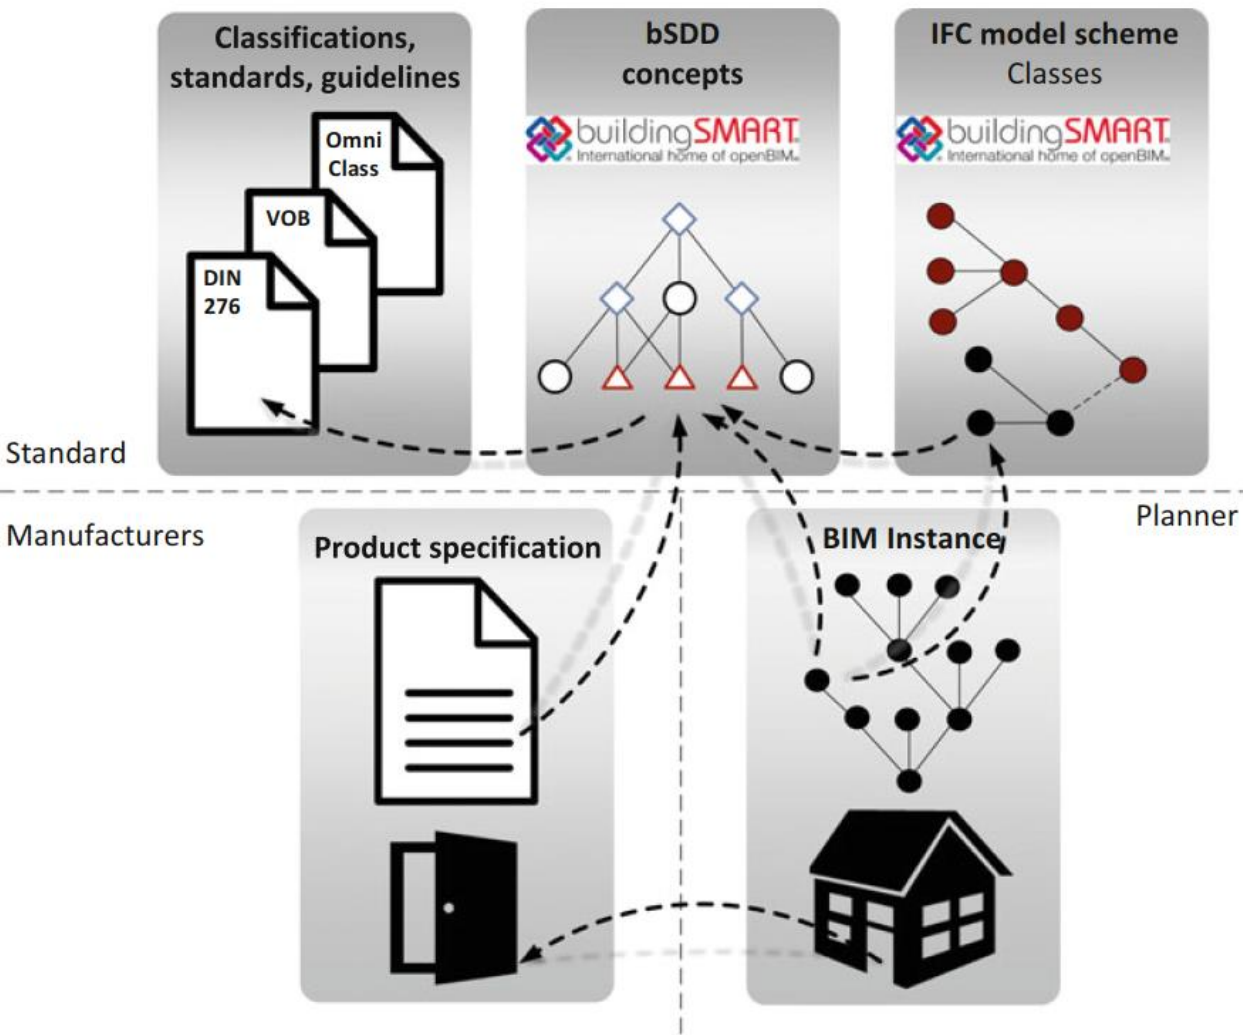 Classifications,
standards, guidelines
Omni
Class
VOB
DIN
276
bSDD
concepts
buildingSMART
International home of openBIM
IFC model scheme
Classes
buildingSMART
International home of openBIM
Standard
Manufacturers
Planner
Product specification
BIM Instance